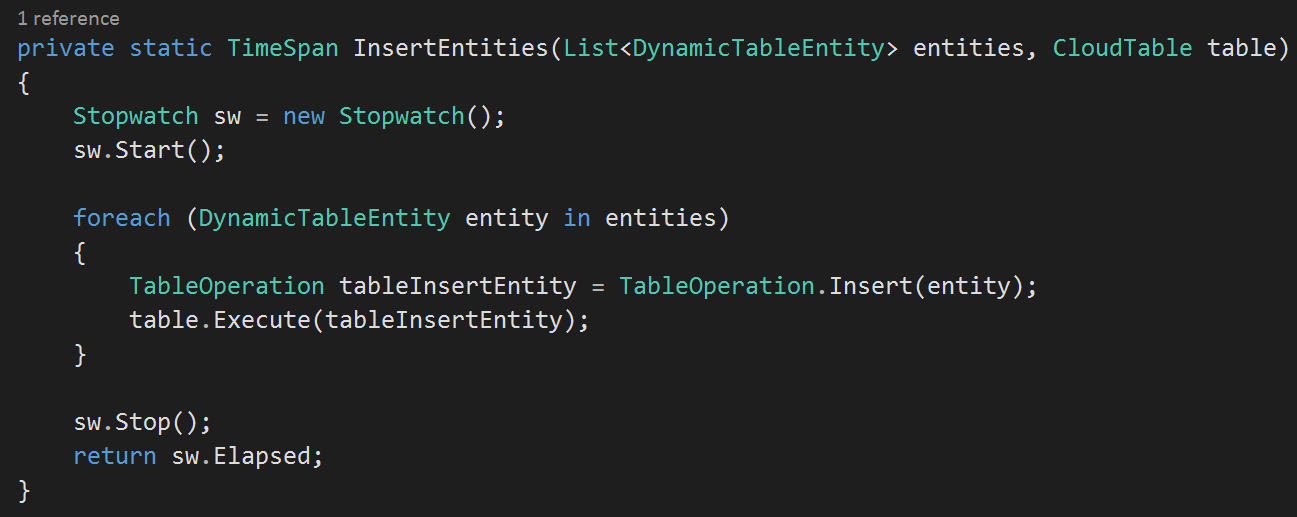 1 reference
private static TimeSpan InsertEntities(List<DynamicTableEntity> entities, CloudTable table)
{
    Stopwatch sw = new Stopwatch();
    sw.Start();

    foreach (DynamicTableEntity entity in entities)
    {
        TableOperation tableInsertEntity = TableOperation.Insert(entity);
        table.Execute(tableInsertEntity);
    }

    sw.Stop();
    return sw.Elapsed;
}